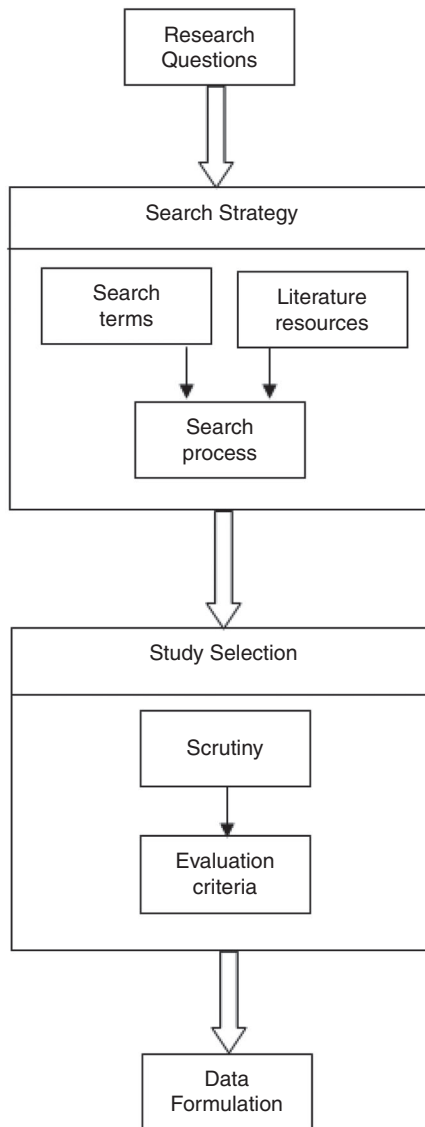 Research
Questions
Search Strategy
Search
terms
Literature
resources
Search
process
Study Selection
Scrutiny
Evaluation
criteria
Data
Formulation